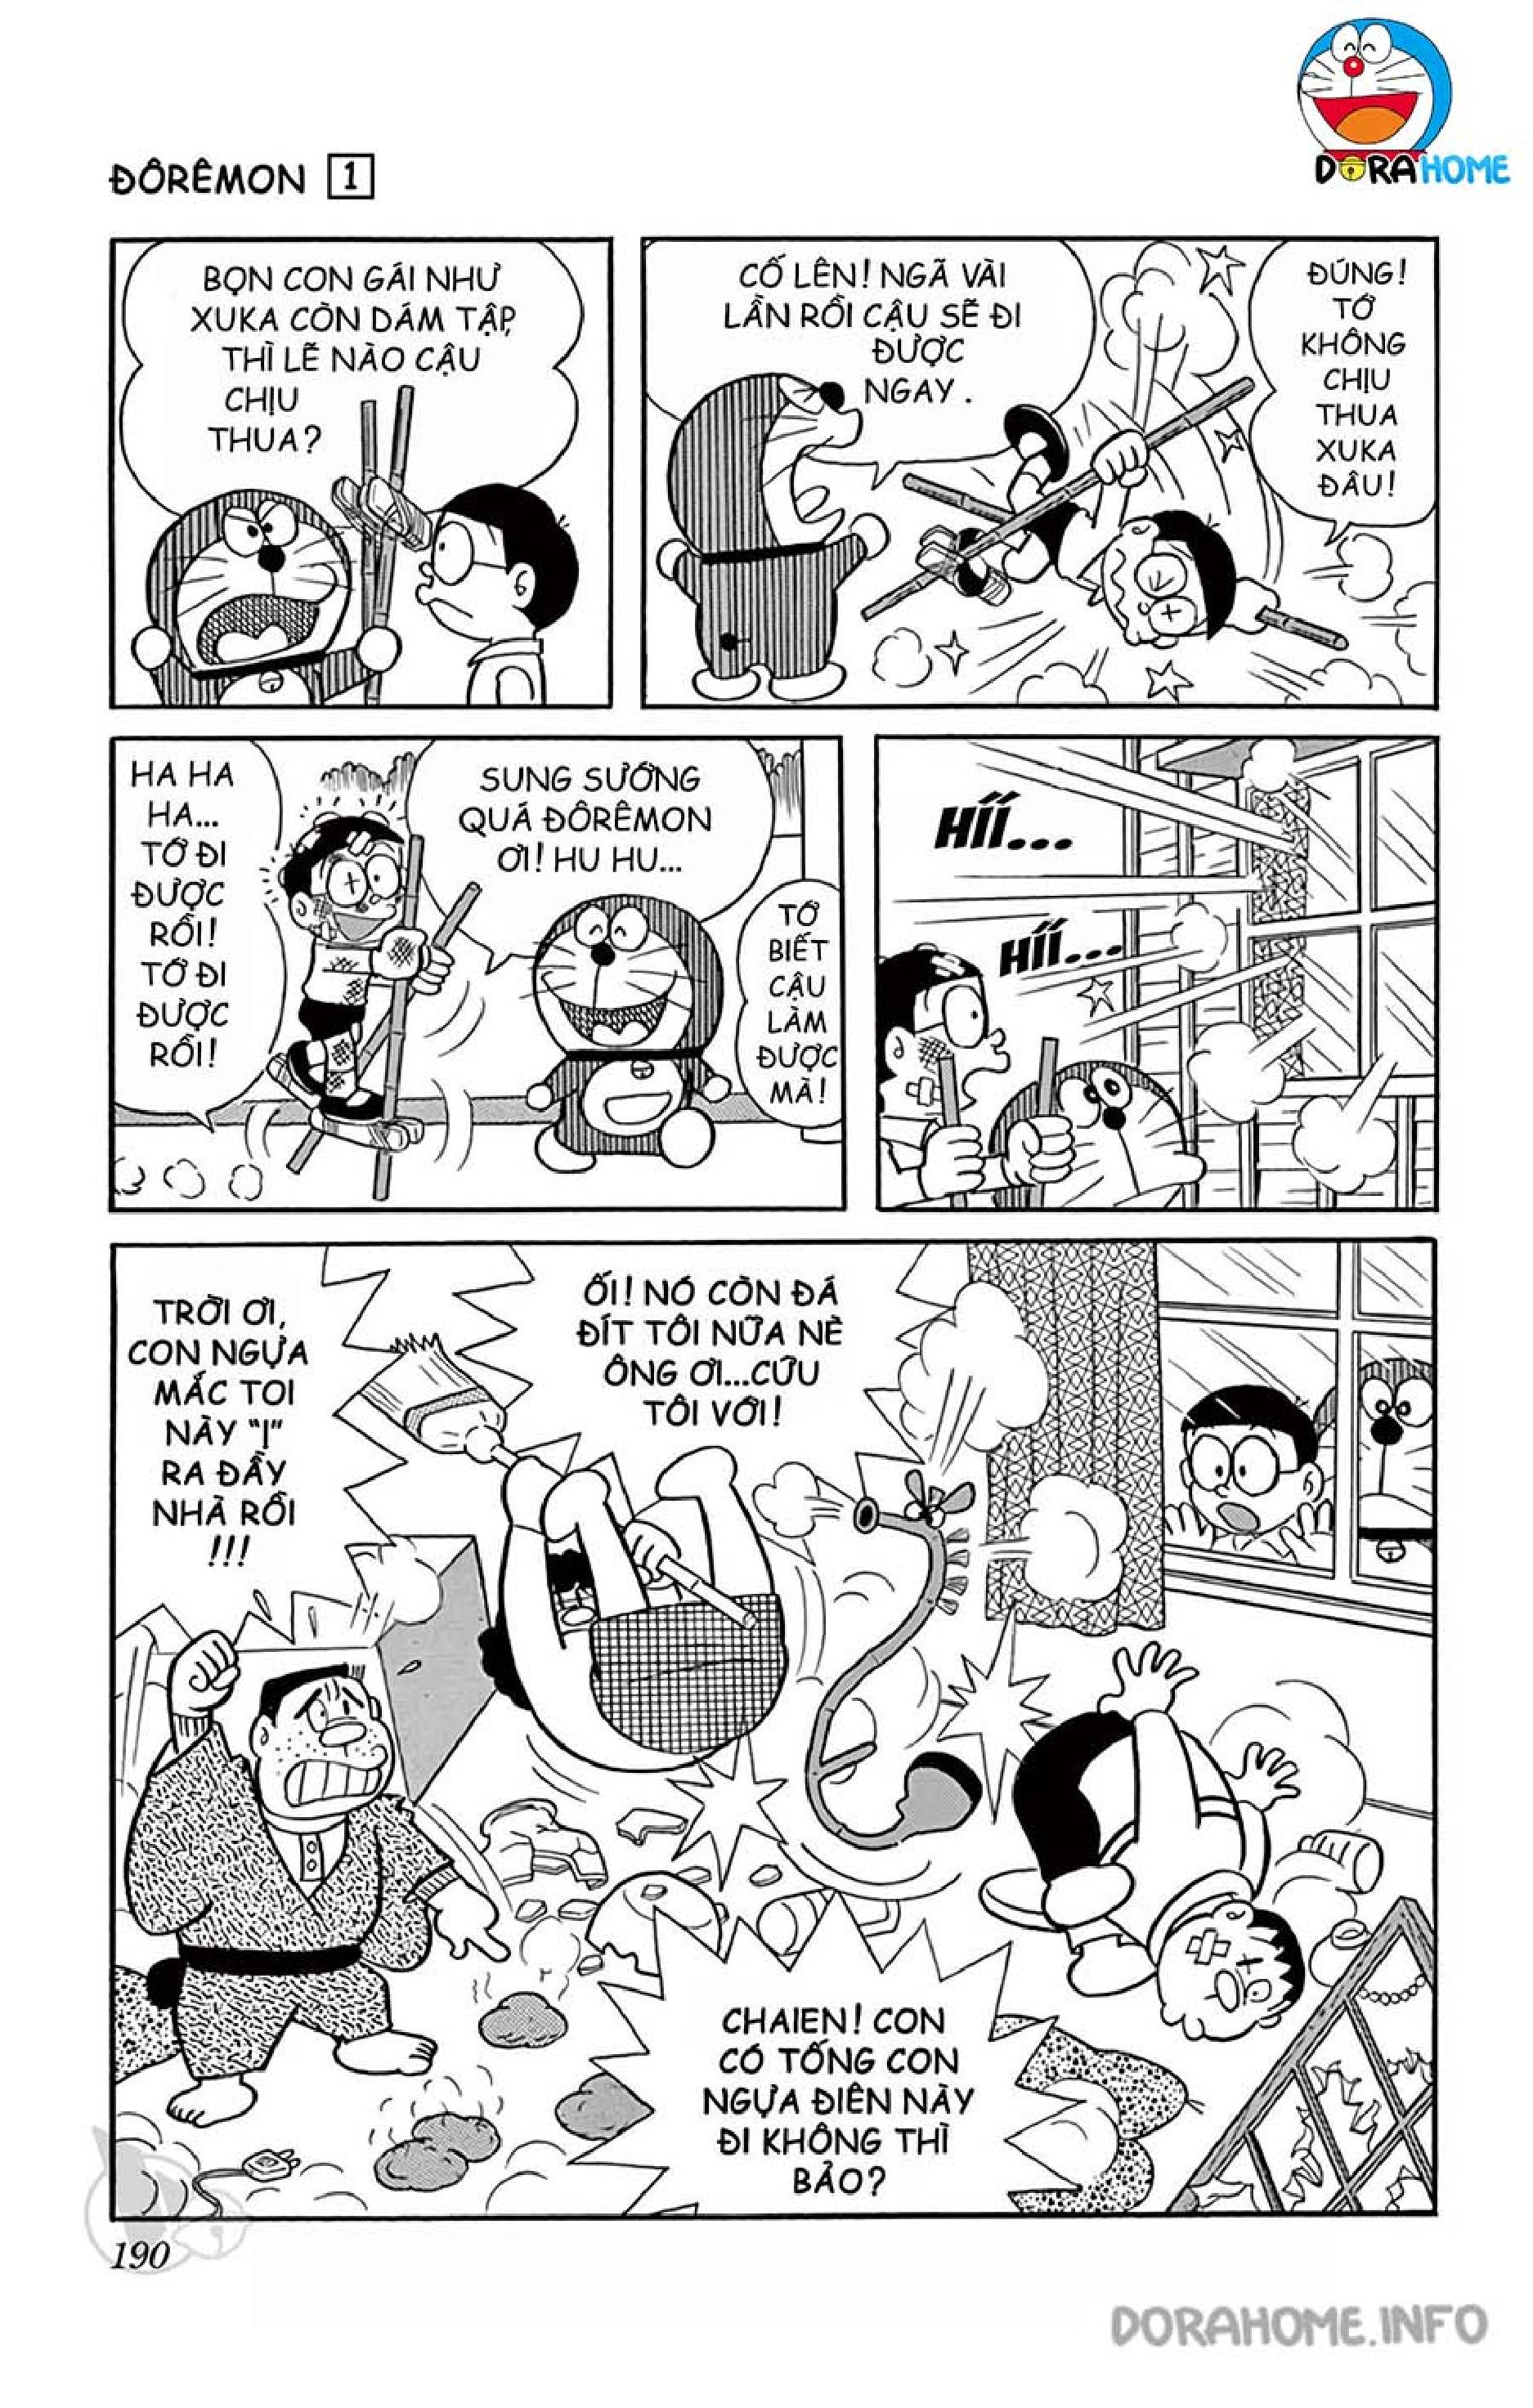 DORAHOME
ĐÔRÊMON 1
BỌN CON GÁI NHƯ
XUKA CÒN DÁM TẬP,
THÌ LẼ NÀO CẬU
CHỊU
THUA?
CỐ LÊN! NGÃ VÀI
LẦN RỒI CẬU SẼ ĐI
ĐƯỢC
NGAY.
ĐÚNG!
TỚ
KHÔNG
CHỊU
THUA
XUKA
ĐÂU!
HA HA
HA...
TỚ ĐI
ĐƯỢC
RỒI!
TỚ ĐI
ĐƯỢC
RỒI!
SUNG SƯỚNG
QUÁ ĐÔRÊMON
ƠI! HU HU...
TỚ
BIẾT
CẬU
LÀM
ĐƯỢC
MÀ!
HÍÍ...
HÍÍ...
TRỜI ƠI,
CON NGỰA
MẮC TOI
NÀY “Ị”
RA ĐẦY
NHÀ RỒI
!!!
ỐI! NÓ CÒN ĐÁ
ĐÍT TÔI NỮA NÈ
ÔNG ƠI...CỨU
TÔI VỚI!
CHAIEN! CON
CÓ TỐNG CON
NGỰA ĐIÊN NÀY
ĐI KHÔNG THÌ
BẢO?
190
DORAHOME.INFO